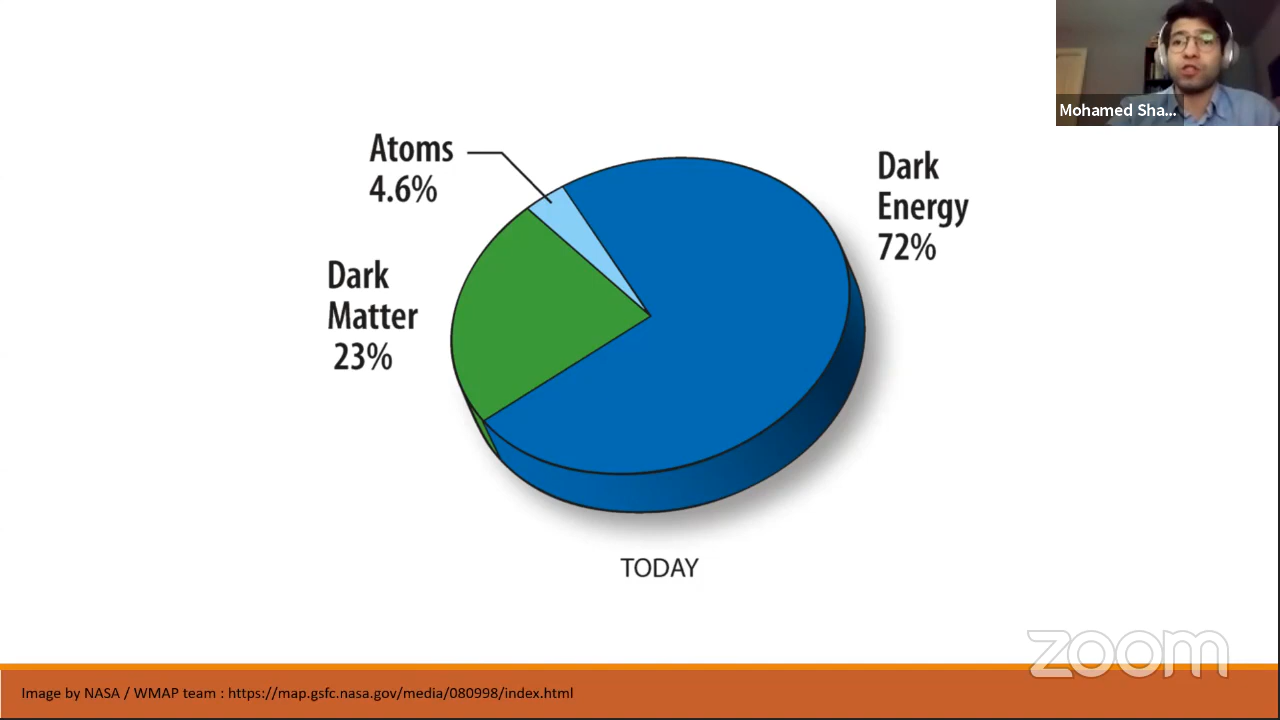 Mohamed Sha...
Atoms
4.6%
Dark
Energy
72%
Dark
Matter
23%
TODAY
zoom
Image by NASA / WMAP team : https://map.gsfc.nasa.gov/media/080998/index.html